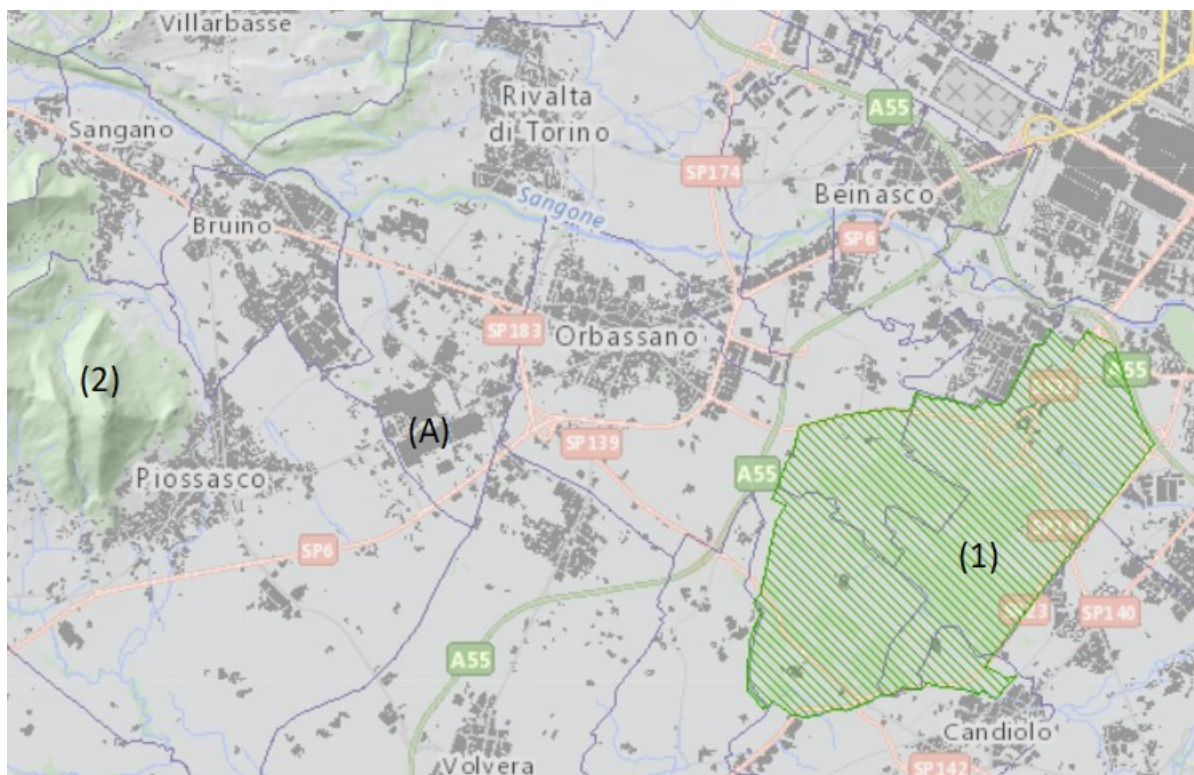 Villarbasse
Rivalta
di Torino
Sangano
A55
SP174
Sangone
Beinasco
Bruino
SP6
SP183
Orbassano
A55
(2)
(A)
SP139
A55
Piossasco
SP6
(1)
SP140
A55
Candiolo
Volvera
SP142